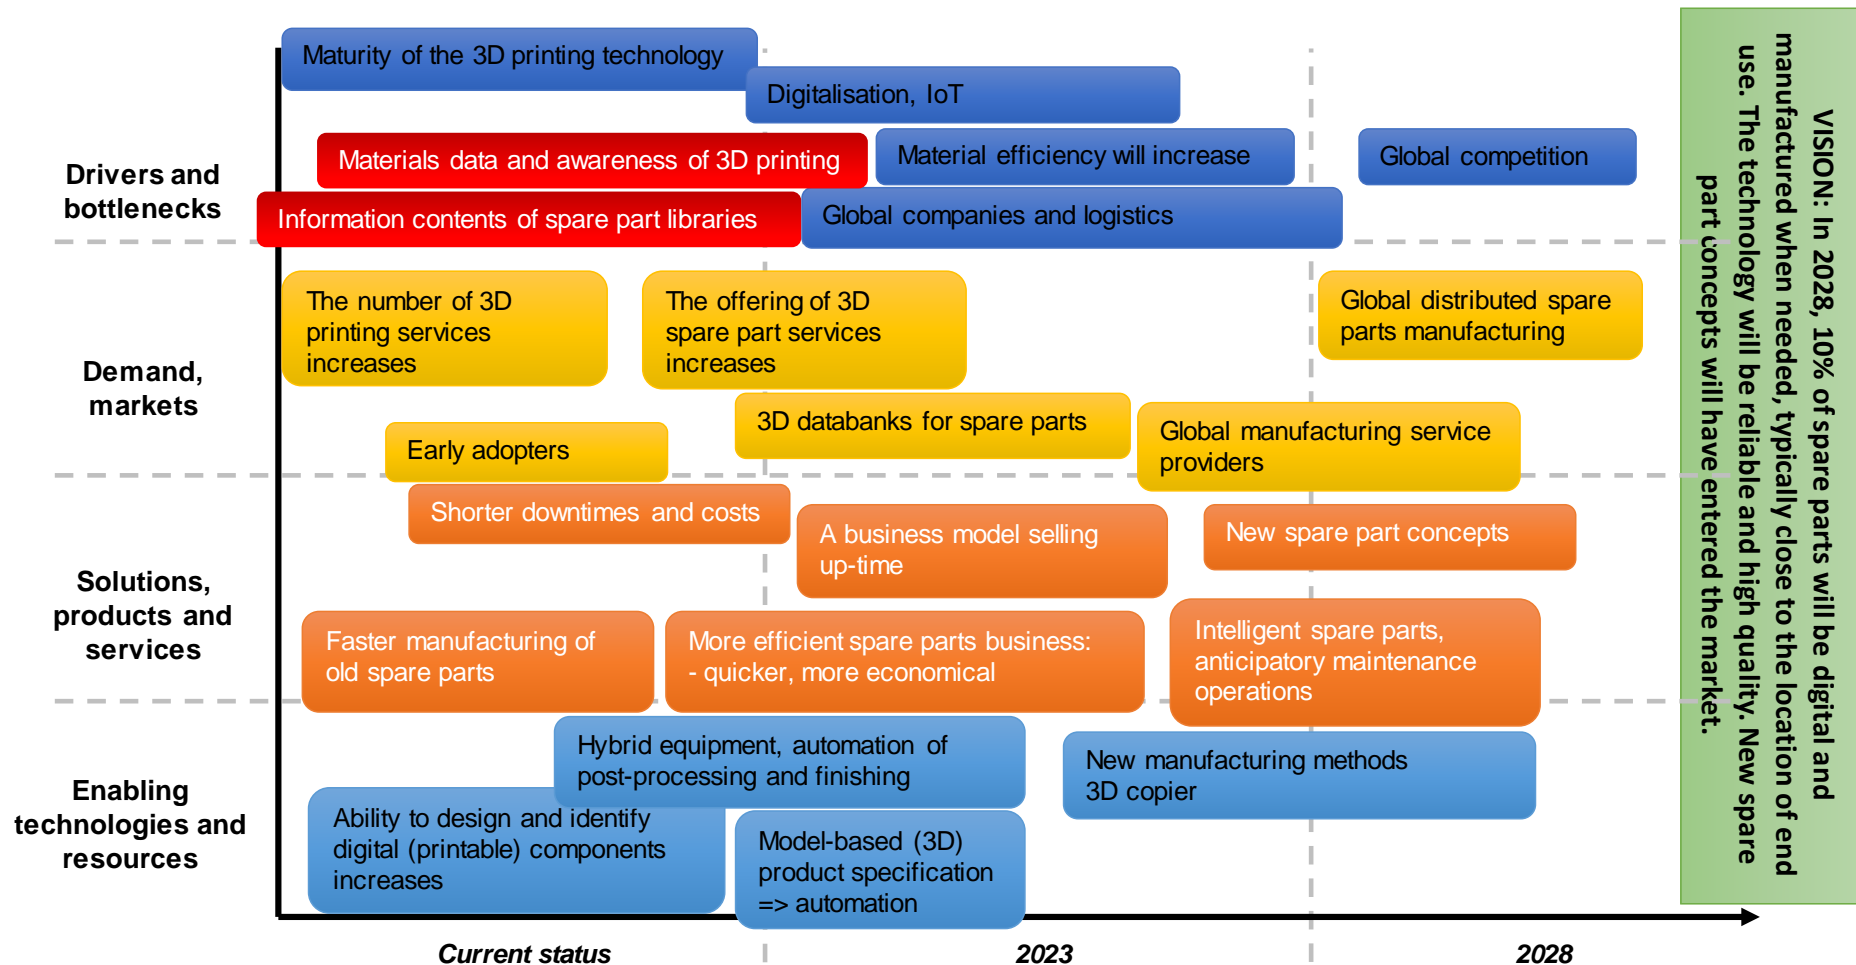 Maturity of the 3D printing technology
Digitalisation, IoT
Materials data and awareness of 3D printing
Material efficiency will increase
Global competition
Drivers and
bottlenecks
Information contents of spare part libraries
Global companies and logistics
The number of 3D
printing services
increases
The offering of 3D
spare part services
increases
Global distributed spare
parts manufacturing
Demand,
markets
3D databanks for spare parts
Early adopters
Global manufacturing service
providers
Shorter downtimes and costs
A business model selling
up-time
New spare part concepts
Solutions,
products and
services
Faster manufacturing of
old spare parts
More efficient spare parts business:
- quicker, more economical
Intelligent spare parts,
anticipatory maintenance
operations
Hybrid equipment, automation of
post-processing and finishing
New manufacturing methods
3D copier
Enabling
technologies and
resources
Ability to design and identify
digital (printable) components
increases
Model-based (3D)
product specification
=> automation
Current status
2023
2028
VISION: In 2028, 10% of spare parts will be digital and
manufactured when needed, typically close to the location of end
use. The technology will be reliable and high quality. New spare
part concepts will have entered the market.